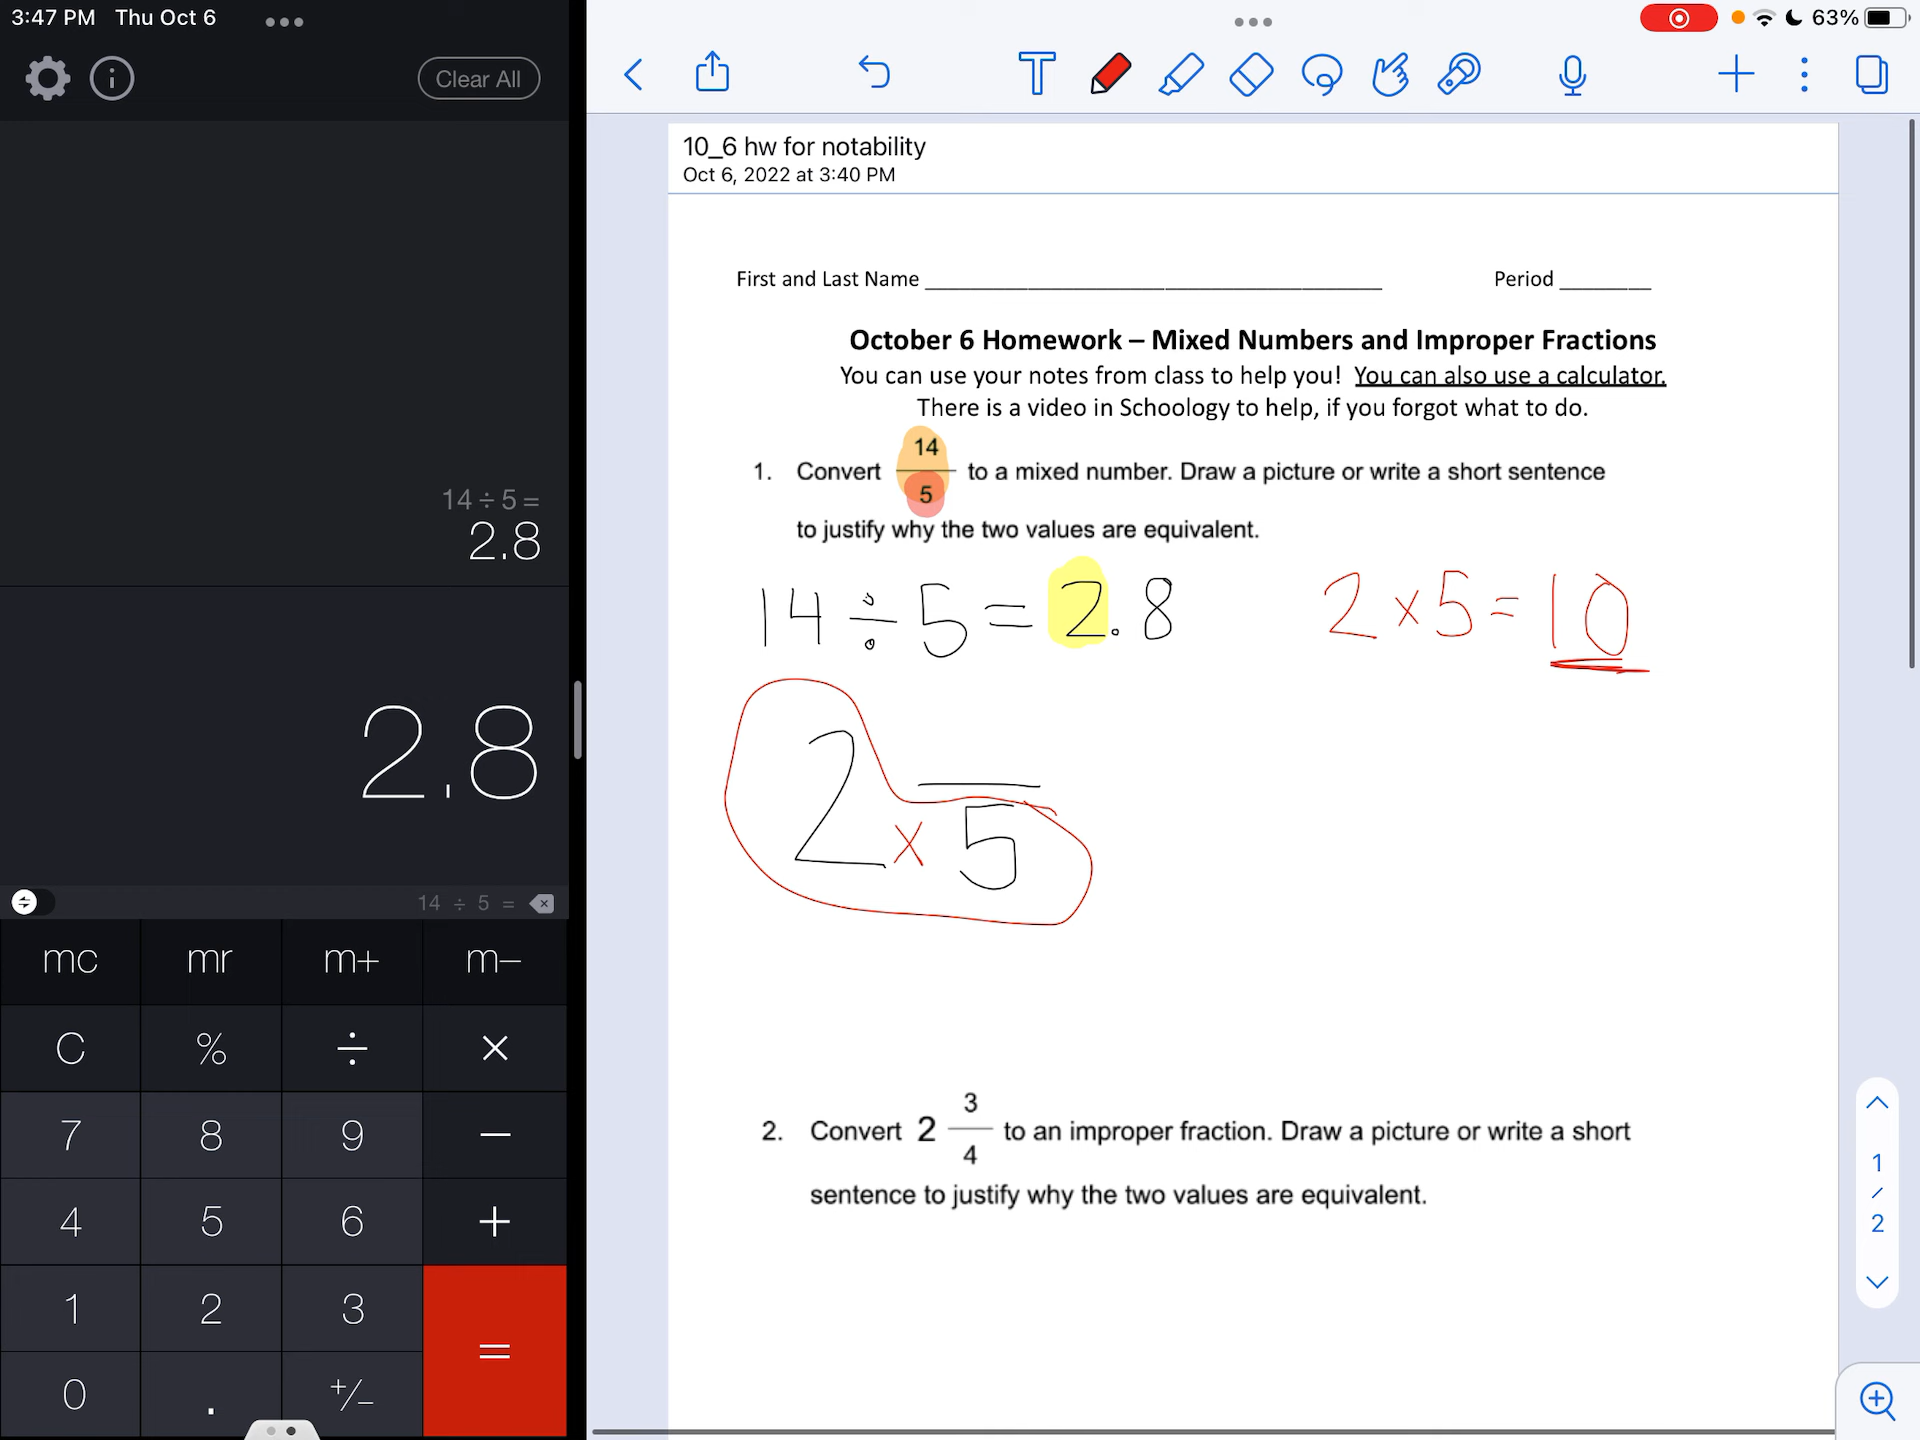 3:47 PM Thu Oct 6
63%
Clear All
14 ÷ 5 =
2.8
2.8
14 ÷ 5 =
mc mr m+ m−
C % ÷ ×
7 8 9 −
4 5 6 +
1 2 3 =
0 . +/−
T
10_6 hw for notability
Oct 6, 2022 at 3:40 PM
First and Last Name ________ Period ________
October 6 Homework – Mixed Numbers and Improper Fractions
You can use your notes from class to help you! You can also use a calculator.
There is a video in Schoology to help, if you forgot what to do.
1. Convert 14/5 to a mixed number. Draw a picture or write a short sentence
to justify why the two values are equivalent.
14 ÷ 5 = 2.8 2 × 5 = 10
2 × 5
2. Convert 2 3/4 to an improper fraction. Draw a picture or write a short
sentence to justify why the two values are equivalent.
1
/
2